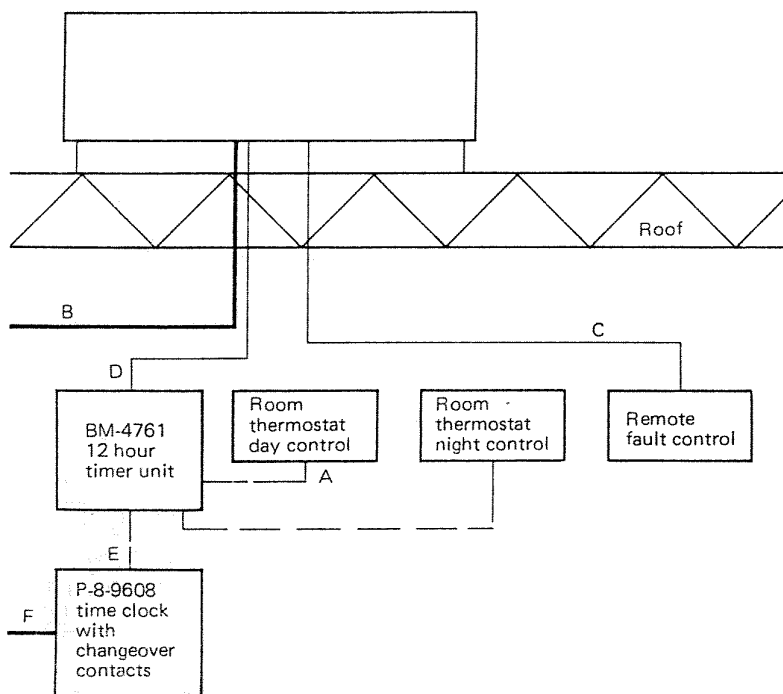 Roof
B
C
D
BM-4761
12 hour
timer unit
Room
thermostat
day control
Room
thermostat
night control
Remote
fault control
A
E
F
P-8-9608
time clock
with
changeover
contacts